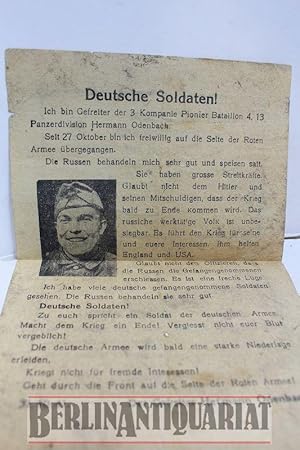 Deutsche Soldaten!
Ich bin Gefreiter der 3 Kompanie Pionier Bataillon 4, 13
Panzerdivision Hermann Odenbach.
Seit 27 Oktober bin ich freiwillig auf die Seite der Roten
Armee übergegangen.
Die Russen behandeln mich sehr gut und speisen satt.
Sie haben grosse Streitkräfte.
Glaubt nicht dem Hitler und
seinen Mitschuldigen, dass der Krieg
bald zu Ende kommen wird. Das
russische werktätige Volk ist unbe-
siegbar. Es führt den Krieg für seine
und euere Interessen. Ihm helfen
England und USA.
Glaubt nicht den Offizieren, dass
die Russen die Gefangengenommenen
erschiessen. Es ist eine freche Lüge
Ich habe viele deutsche gefangengenommene Soldaten
gesehen. Die Russen behandeln sie sehr gut
Deutsche Soldaten!
Zu euch spricht ein Soldat der deutschen Armee.
Macht dem Krieg ein Ende! Vergiesst nicht euer Blut
vergeblich!
Die deutsche Armee wird bald eine starke Niederlage
erleiden.
Kriegt nicht für fremde Interessen!
Geht durch die Front auf die Seite der Roten Armee!
Hermann Odenbach
BERLINANTIQUARIAT